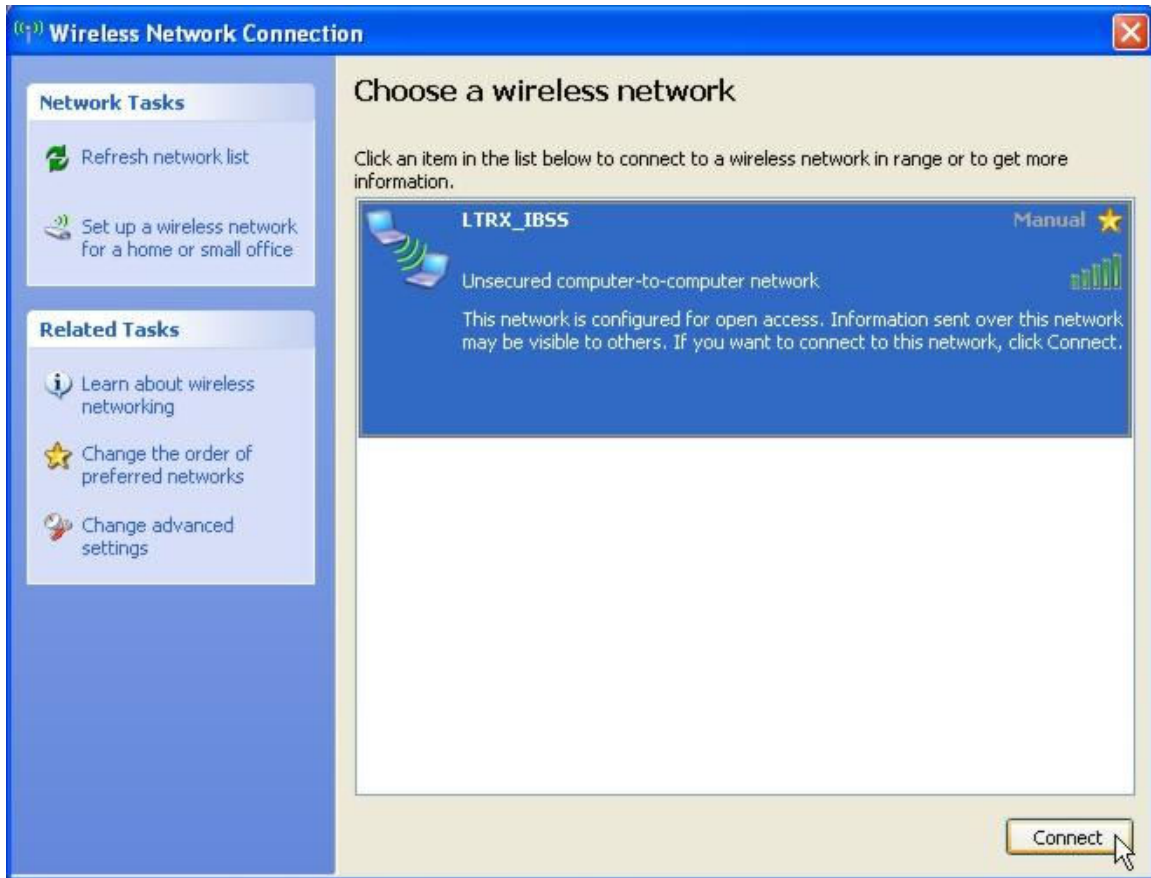 Wireless Network Connection
Network Tasks
Refresh network list
Set up a wireless network
for a home or small office
Related Tasks
Learn about wireless
networking
Change the order of
preferred networks
Change advanced
settings
Choose a wireless network
Click an item in the list below to connect to a wireless network in range or to get more
information.
LTRX_IBSS
Manual
Unsecured computer-to-computer network
This network is configured for open access. Information sent over this network
may be visible to others. If you want to connect to this network, click Connect.
Connect